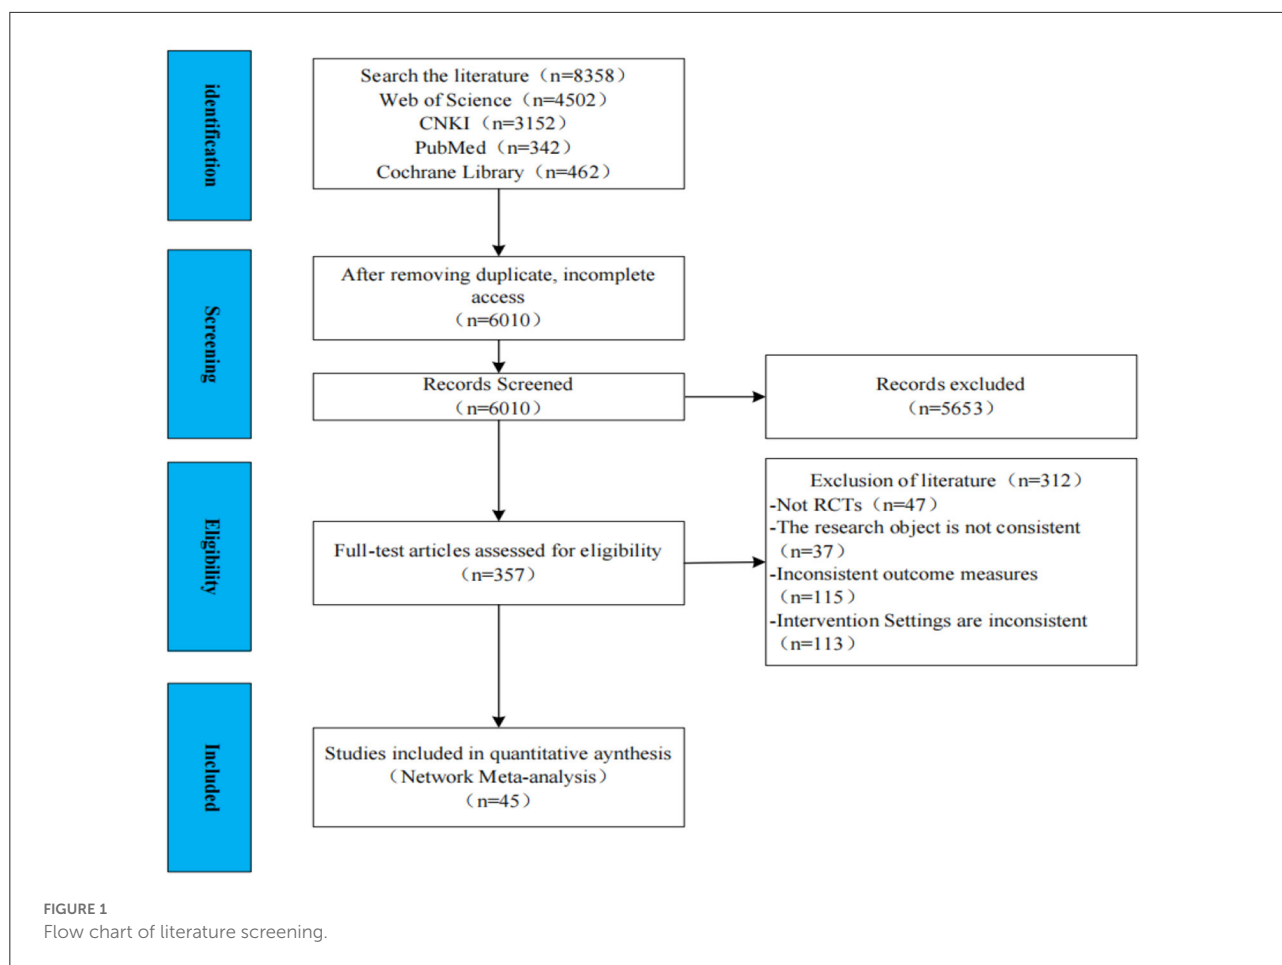 identification
Search the literature（n=8358）
Web of Science（n=4502）
CNKI（n=3152）
PubMed（n=342）
Cochrane Library（n=462）
Screening
After removing duplicate, incomplete
access
（n=6010）
Records Screened
（n=6010）
Records excluded
（n=5653）
Eligibility
Full-test articles assessed for eligibility
（n=357）
Exclusion of literature（n=312）
-Not RCTs（n=47）
-The research object is not consistent
（n=37）
-Inconsistent outcome measures
（n=115）
-Intervention Settings are inconsistent
（n=113）
Included
Studies included in quantitative aynthesis
（Network Meta-analysis）
（n=45）
FIGURE 1
Flow chart of literature screening.